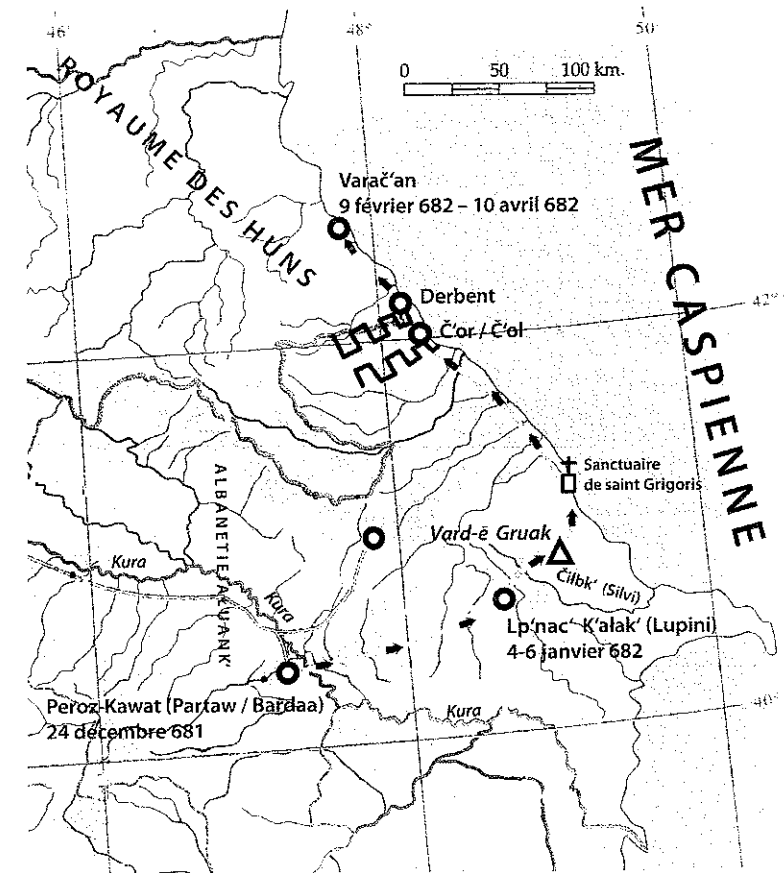 46°
48°
50°
0 50 100 km.
ROYAUME DES HUNS
MER CASPIENNE
Varač‘an
9 février 682 – 10 avril 682
42°
Derbent
Č‘or / Č‘ol
Sanctuaire
de saint Grigoris
ALBANETIE / ALUANK‘
Vard-ē Gruak
Kura
Čiłbk‘ (Silvi)
Kura
Lp‘nac‘ K‘ałak‘ (Lupini)
4-6 janvier 682
Peroz-Kawat (Partaw / Bardaa)
24 décembre 681
Kura
40°